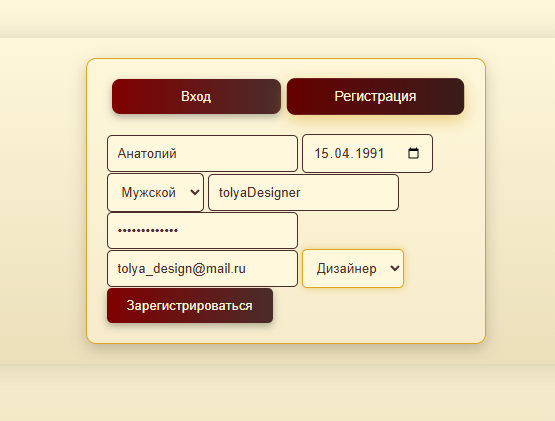 Вход Регистрация
Анатолий 15.04.1991
Мужской tolyaDesigner
•••••••••••••
tolya_design@mail.ru Дизайнер
Зарегистрироваться